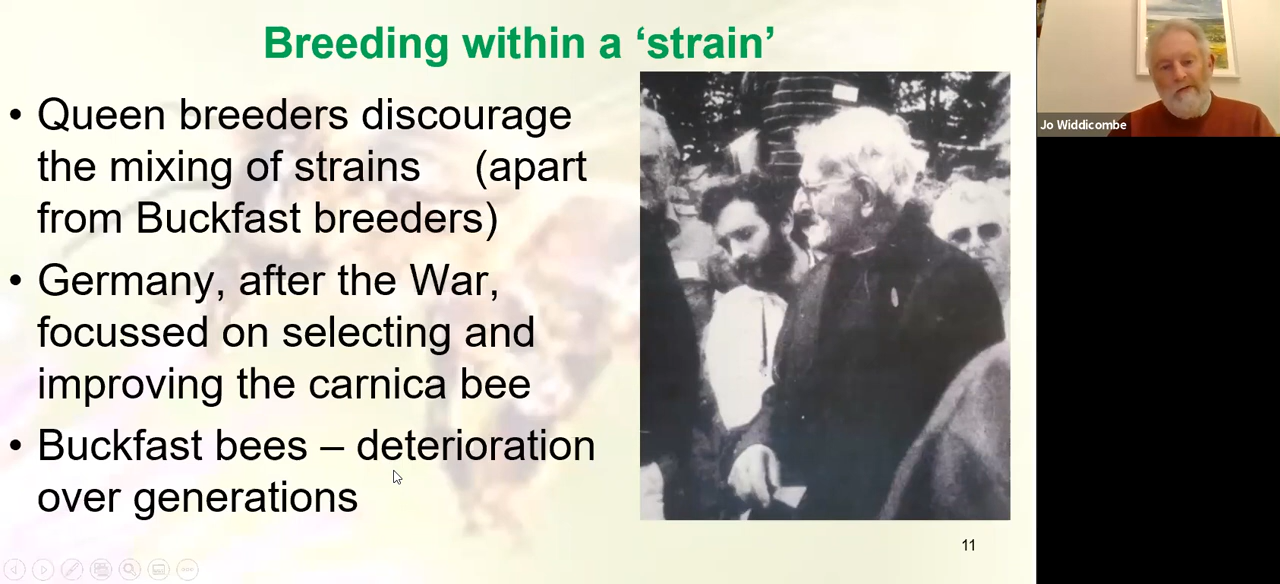 Breeding within a ‘strain’
• Queen breeders discourage
the mixing of strains (apart
from Buckfast breeders)
• Germany, after the War,
focussed on selecting and
improving the carnica bee
• Buckfast bees – deterioration
over generations
11
Jo Widdicombe